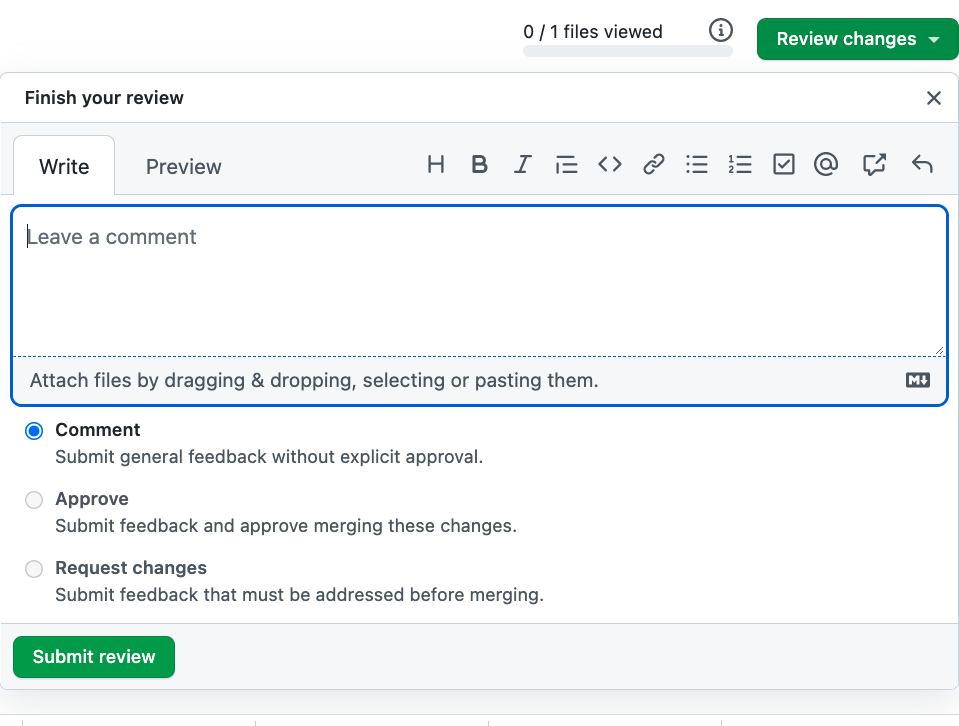 0 / 1 files viewed
Review changes
Finish your review
Write Preview
Leave a comment
Attach files by dragging & dropping, selecting or pasting them.
Comment
Submit general feedback without explicit approval.
Approve
Submit feedback and approve merging these changes.
Request changes
Submit feedback that must be addressed before merging.
Submit review